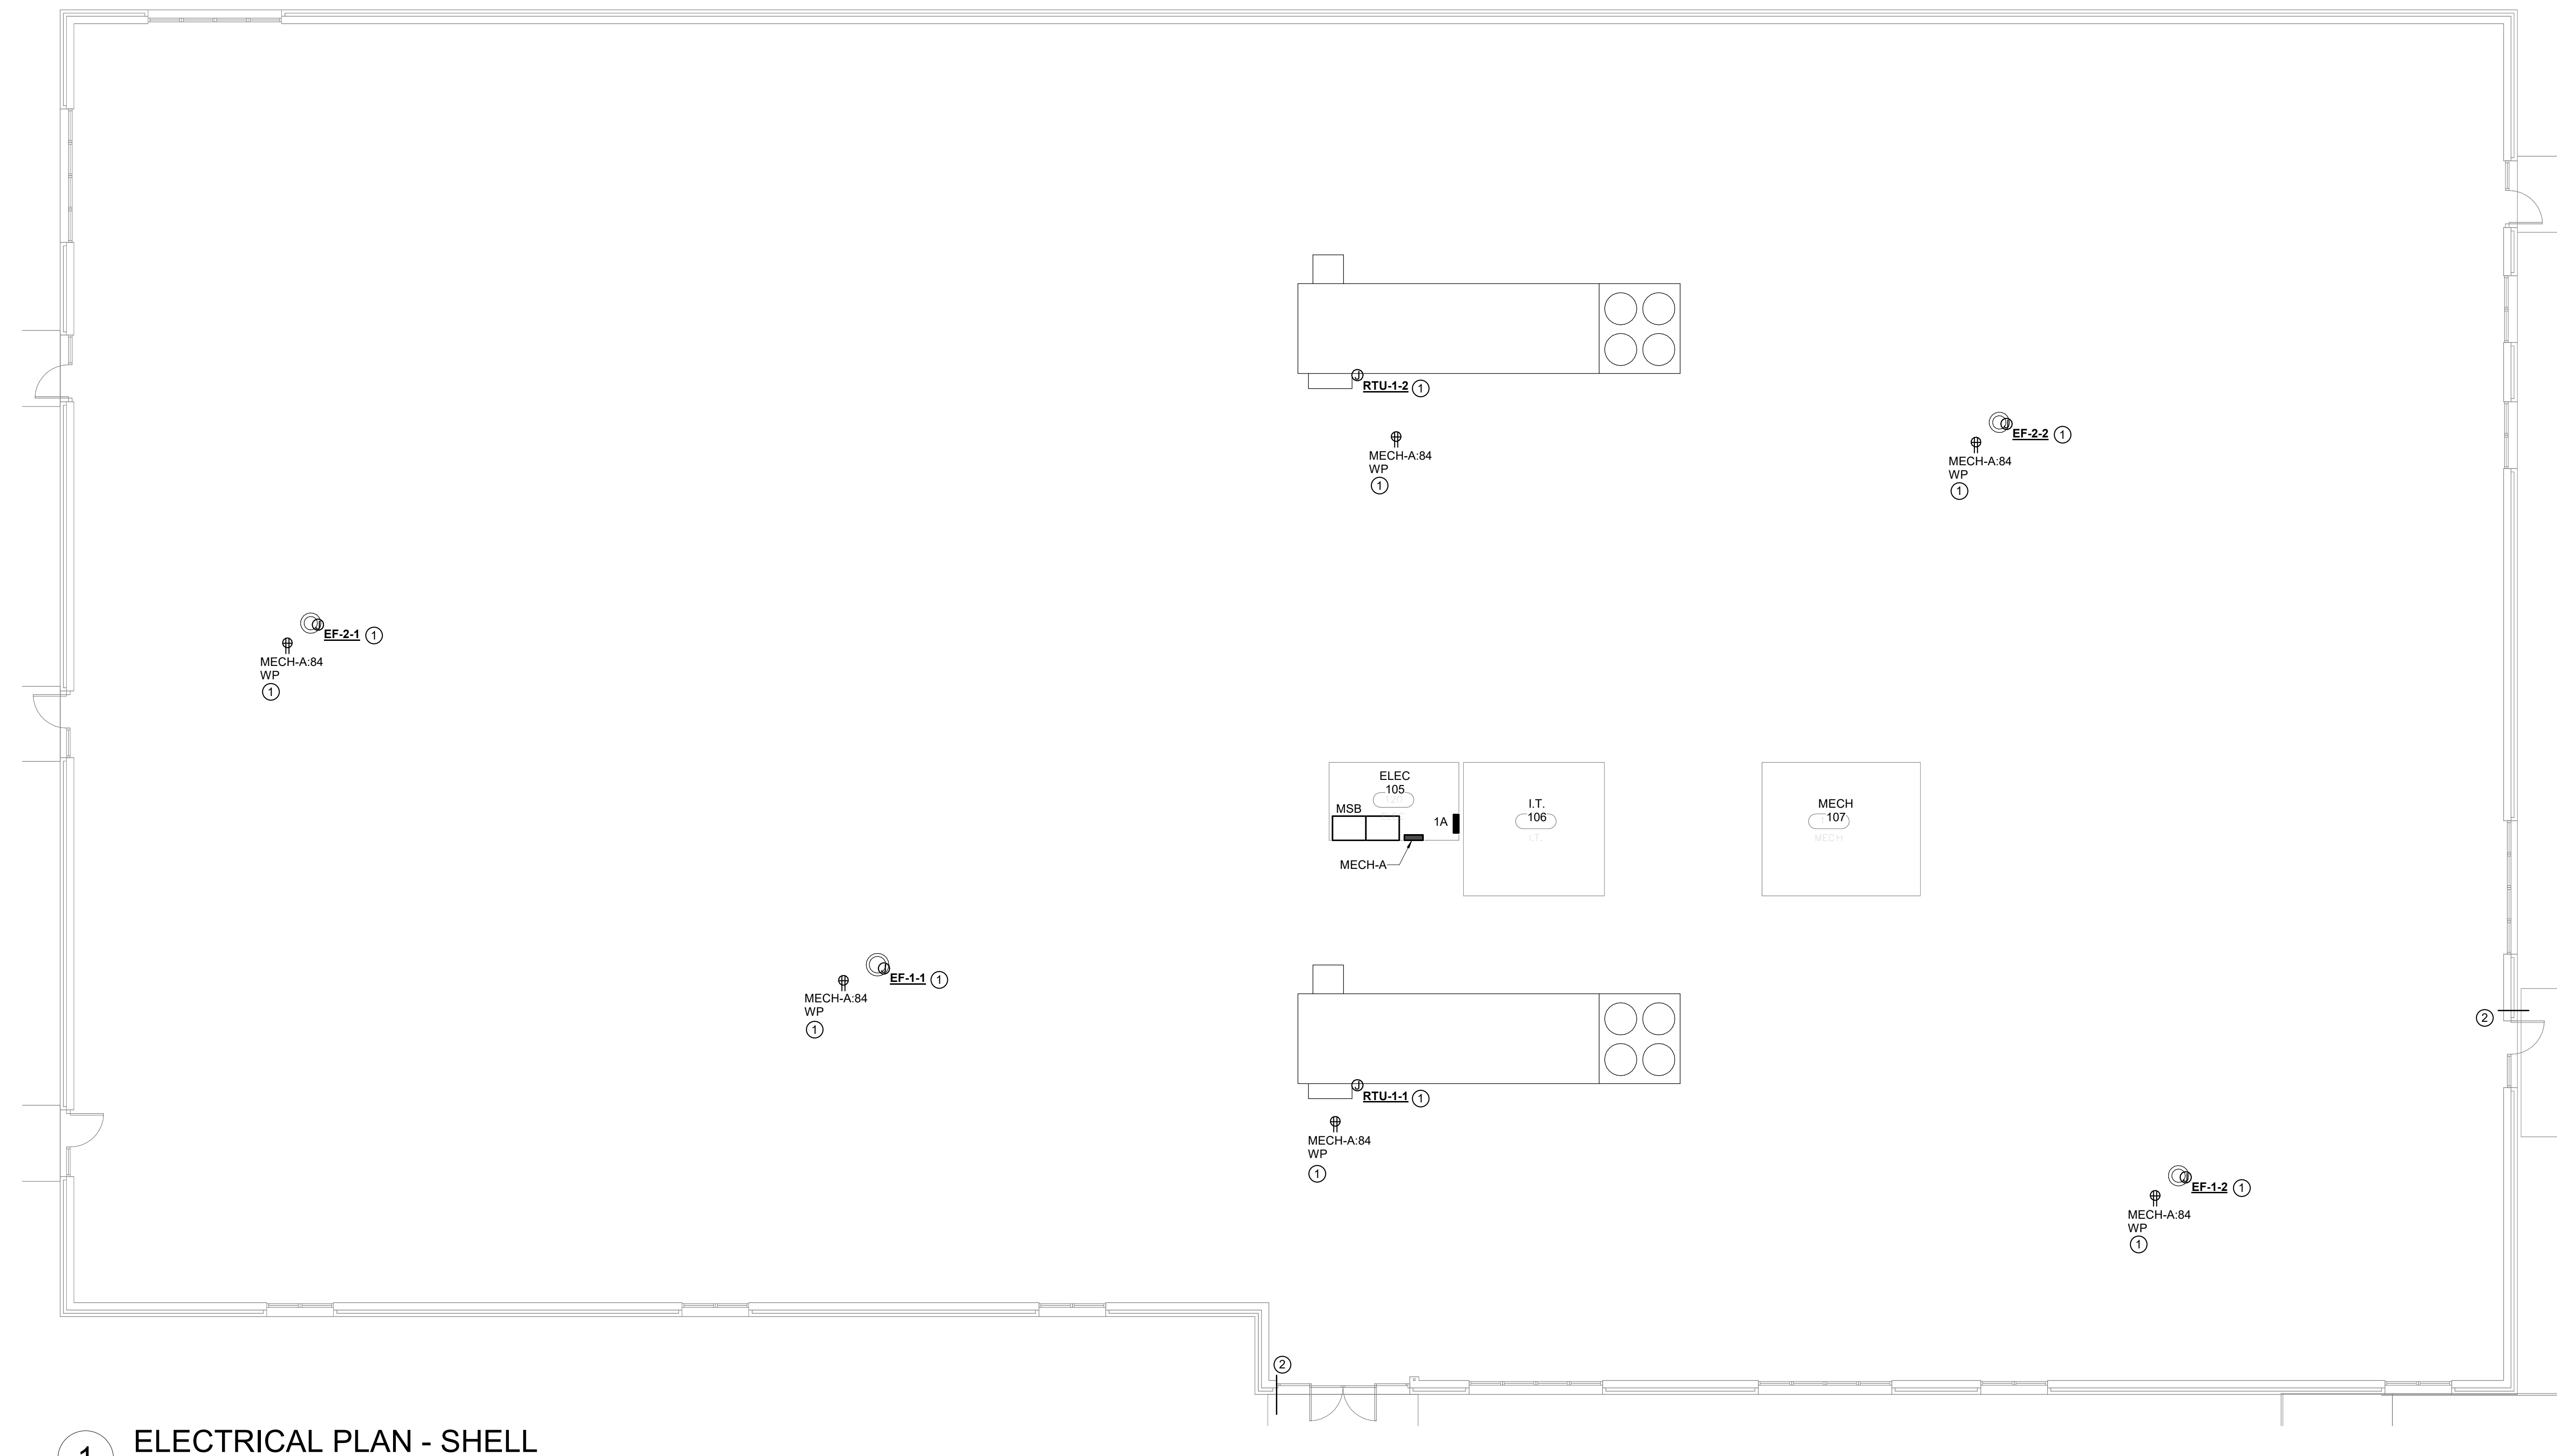 J
RTU-1-2 1
MECH-A:84
WP
1
J
EF-2-2 1
MECH-A:84
WP
1
J
EF-2-1 1
MECH-A:84
WP
1
ELEC
105
MSB
1A
MECH-A
I.T.
106
I.T.
MECH
107
MECH
J
EF-1-1 1
MECH-A:84
WP
1
J
RTU-1-1 1
MECH-A:84
WP
1
2
J
EF-1-2 1
MECH-A:84
WP
1
2
1 ELECTRICAL PLAN - SHELL